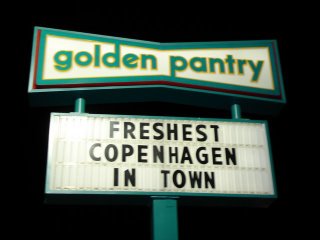 golden pantry
FRESHEST
COPENHAGEN
IN TOWN